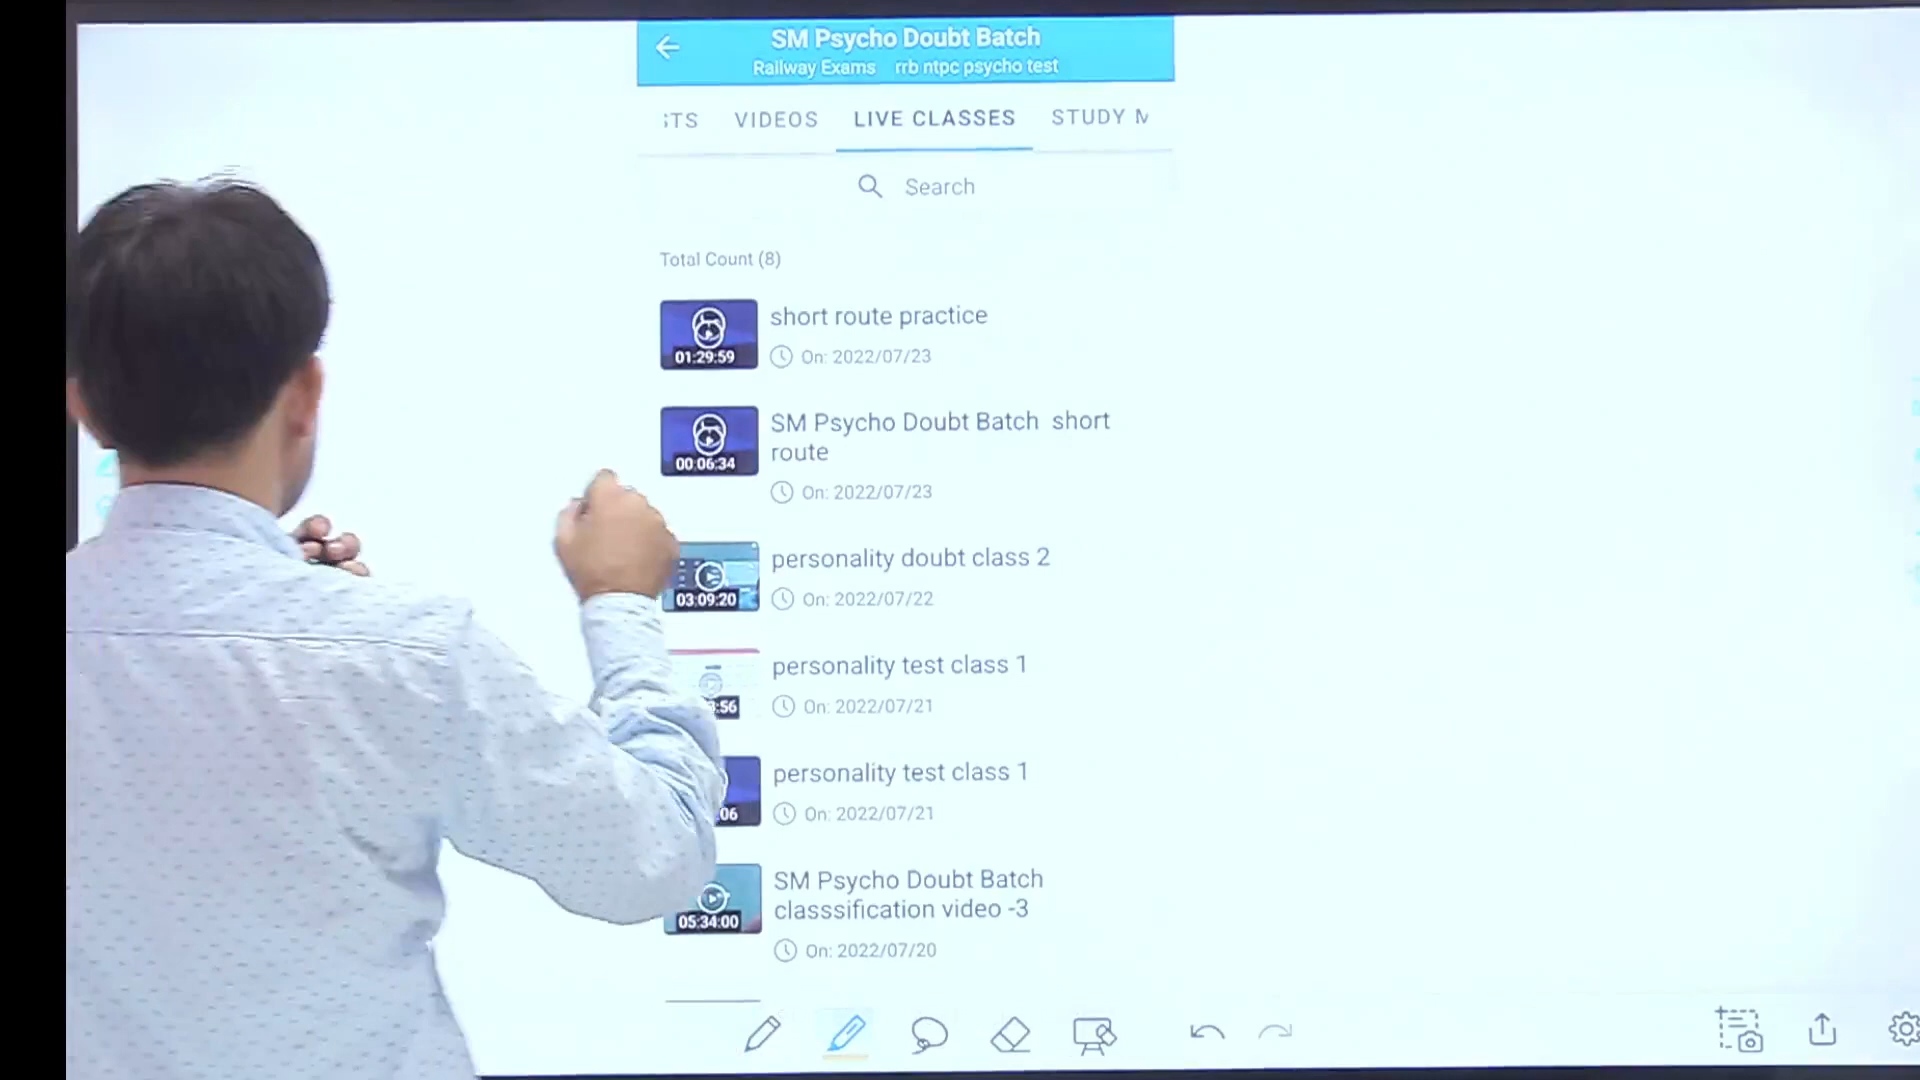 SM Psycho Doubt Batch
Railway Exams rrb ntpc psycho test
VIDEOS LIVE CLASSES STUDY M
Search
Total Count (8)
short route practice
01:29:59
On: 2022/07/23
SM Psycho Doubt Batch short
route
00:06:34
On: 2022/07/23
personality doubt class 2
03:09:20
On: 2022/07/22
personality test class 1
:56
On: 2022/07/21
personality test class 1
06
On: 2022/07/21
SM Psycho Doubt Batch
classsification video -3
05:34:00
On: 2022/07/20